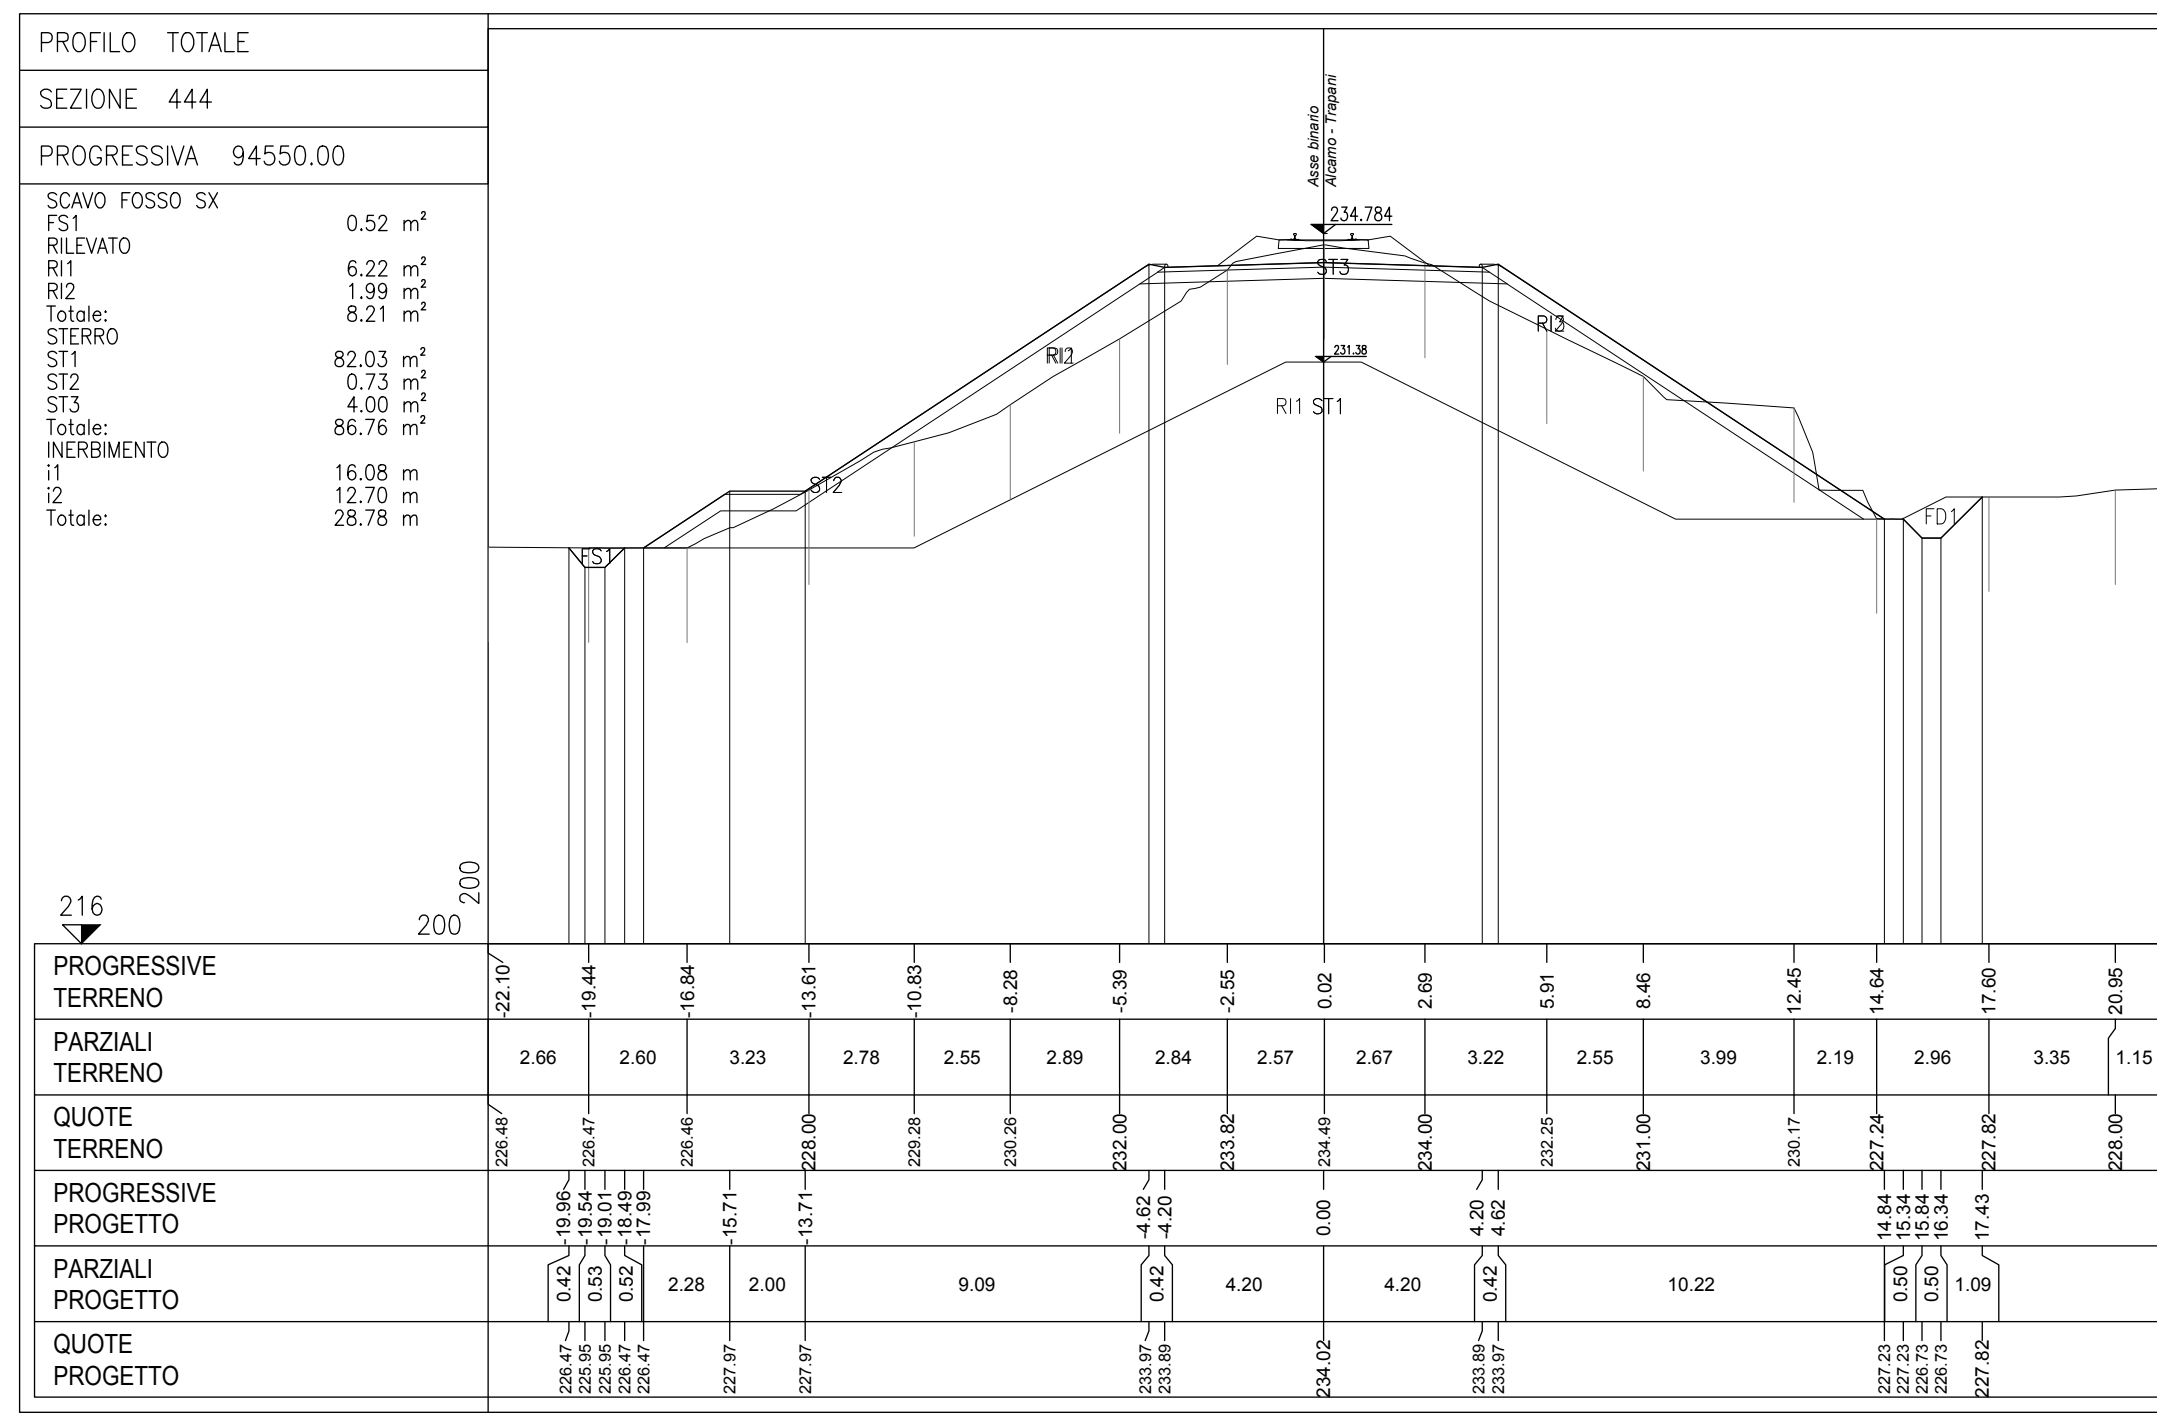 PROFILO TOTALE
SEZIONE 444
PROGRESSIVA 94550.00
SCAVO FOSSO SX
FS1 0.52 m²
RILEVATO
RI1 6.22 m²
RI2 1.99 m²
Totale: 8.21 m²
STERRO
ST1 82.03 m²
ST2 0.73 m²
ST3 4.00 m²
Totale: 86.76 m²
INERBIMENTO
i1 16.08 m
i2 12.70 m
Totale: 28.78 m
Asse binario
Alcamo - Trapani
234.784
ST3
231.38
RI1 ST1
ST2
FS1
FD1
216
200
200
PROGRESSIVE
TERRENO
-22.10 -19.44 -16.84 -13.61 -10.83 -8.28 -5.39 -2.55 0.02 2.69 5.91 8.46 12.45 14.64 17.60 20.95
PARZIALI
TERRENO
2.66 2.60 3.23 2.78 2.55 2.89 2.84 2.57 2.67 3.22 2.55 3.99 2.19 2.96 3.35 1.15
QUOTE
TERRENO
226.48 226.47 226.46 228.00 229.28 230.26 232.00 233.82 234.49 234.00 232.25 231.00 230.17 227.24 227.82 228.00
PROGRESSIVE
PROGETTO
-19.96 -19.54 -19.01 -18.49 -17.99 -15.71 -13.71 -4.62 -4.20 0.00 4.20 4.62 14.84 15.34 15.84 16.34 17.43
PARZIALI
PROGETTO
0.42 0.53 0.52 2.28 2.00 9.09 0.42 4.20 4.20 0.42 10.22 0.50 0.50 1.09
QUOTE
PROGETTO
226.47 225.95 225.95 226.47 226.47 227.97 227.97 233.97 233.89 234.02 233.89 233.97 227.23 227.23 226.73 226.73 227.82